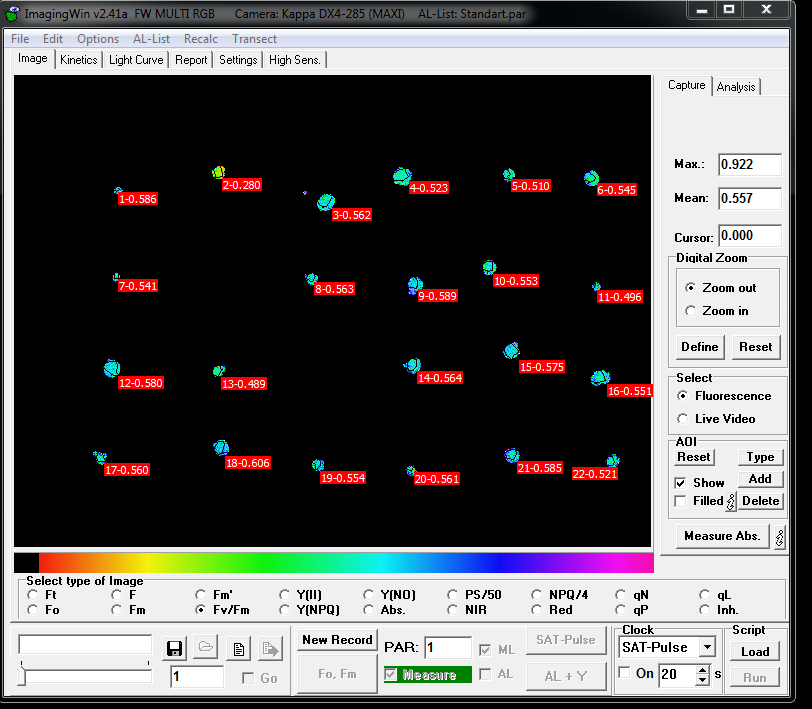 ImagingWin v2.41a FW MULTI RGB Camera: Kappa DX4-285 (MAXI) AL-List: Standart.par
File Edit Options AL-List Recalc Transect
Image Kinetics Light Curve Report Settings High Sens.
Capture Analysis
Max.: 0.922
Mean: 0.557
Cursor: 0.000
Digital Zoom
Zoom out
Zoom in
Define Reset
Select
Fluorescence
Live Video
AOI
Reset Type
Show Add
Filled Delete
Measure Abs.
1-0.586
2-0.280
3-0.562
4-0.523
5-0.510
6-0.545
7-0.541
8-0.563
9-0.589
10-0.553
11-0.496
12-0.580
13-0.489
14-0.564
15-0.575
16-0.551
17-0.560
18-0.606
19-0.554
20-0.561
21-0.585
22-0.521
Select type of Image
Ft F Fm' Y(II) Y(NO) PS/50 NPQ/4 qN qL
Fo Fm Fv/Fm Y(NPQ) Abs. NIR Red qP Inh.
1 Go
New Record
Fo, Fm
PAR: 1 ML
Measure AL
SAT-Pulse
AL + Y
Clock
SAT-Pulse
On 20 s
Script
Load
Run